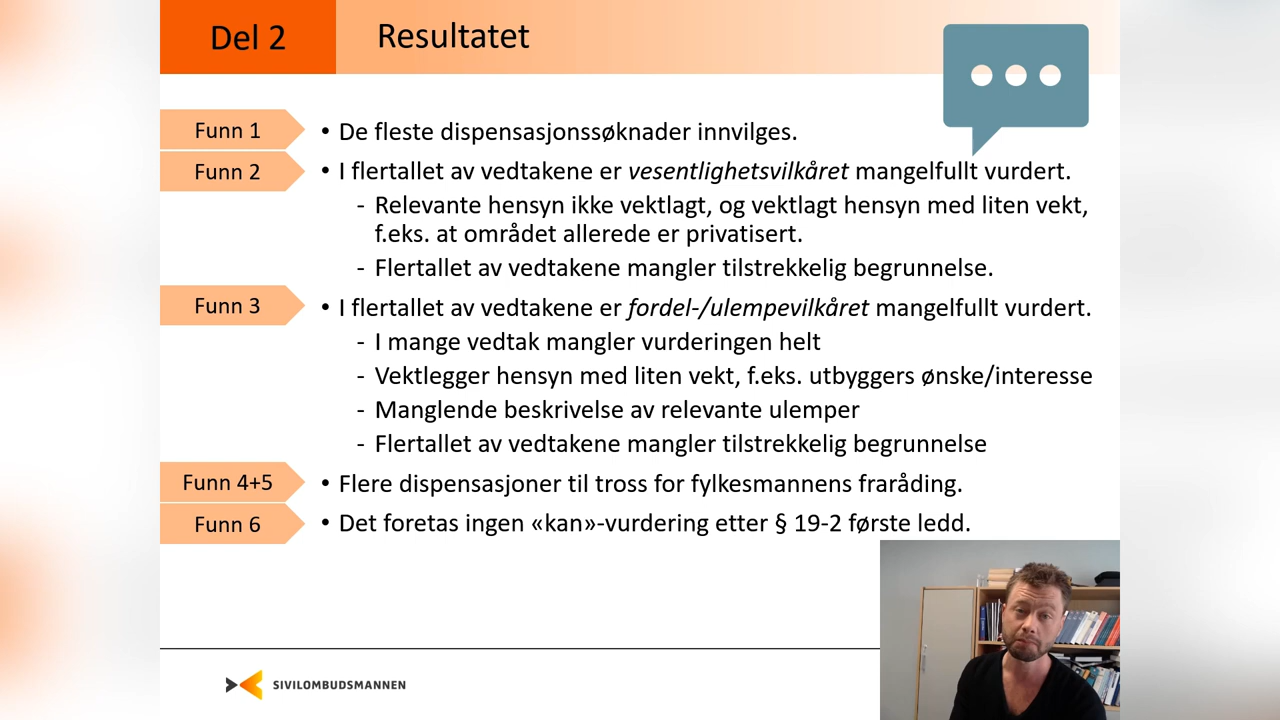 Del 2
Resultatet
Funn 1
• De fleste dispensasjonssøknader innvilges.
Funn 2
• I flertallet av vedtakene er vesentlighetsvilkåret mangelfullt vurdert.
- Relevante hensyn ikke vektlagt, og vektlagt hensyn med liten vekt,
f.eks. at området allerede er privatisert.
- Flertallet av vedtakene mangler tilstrekkelig begrunnelse.
Funn 3
• I flertallet av vedtakene er fordel-/ulempevilkåret mangelfullt vurdert.
- I mange vedtak mangler vurderingen helt
- Vektlegger hensyn med liten vekt, f.eks. utbyggers ønske/interesse
- Manglende beskrivelse av relevante ulemper
- Flertallet av vedtakene mangler tilstrekkelig begrunnelse
Funn 4+5
• Flere dispensasjoner til tross for fylkesmannens fraråding.
Funn 6
• Det foretas ingen «kan»-vurdering etter § 19-2 første ledd.
SIVILOMBUDSMANNEN